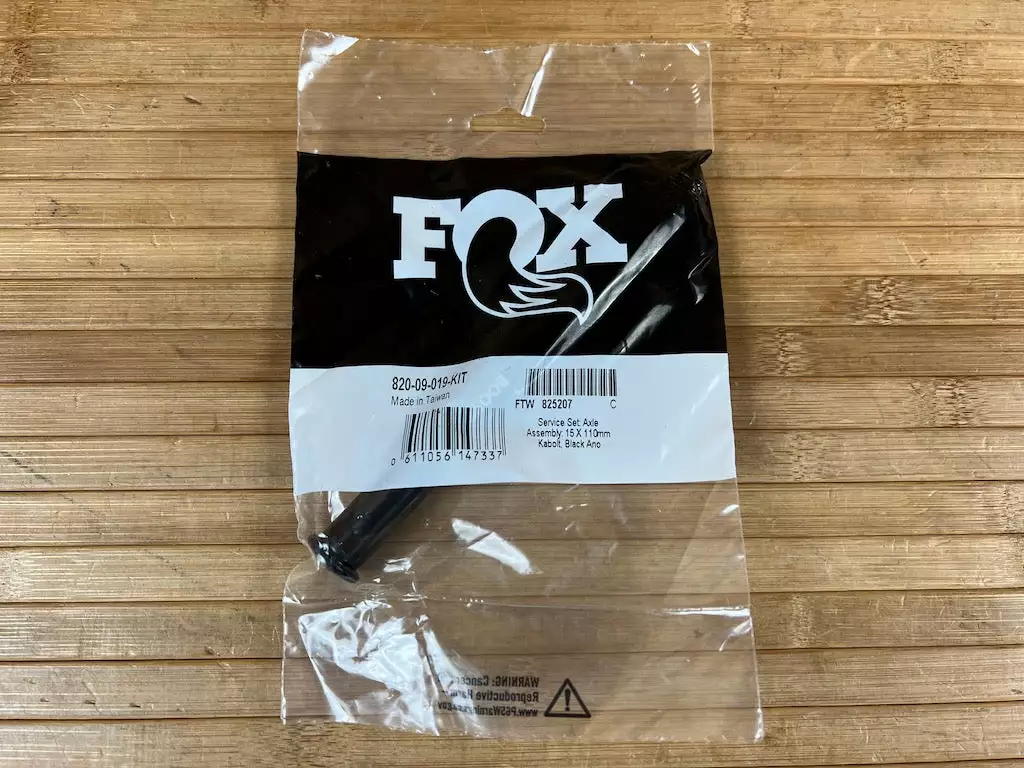 FOX
820-09-019-KIT
Made in Taiwan
FTW 825207 C
Service Set: Axle
Assembly: 15 X 110mm
Kabolt, Black Ano
0 611056 147337
WARNING: Cancer
Reproductive Harm